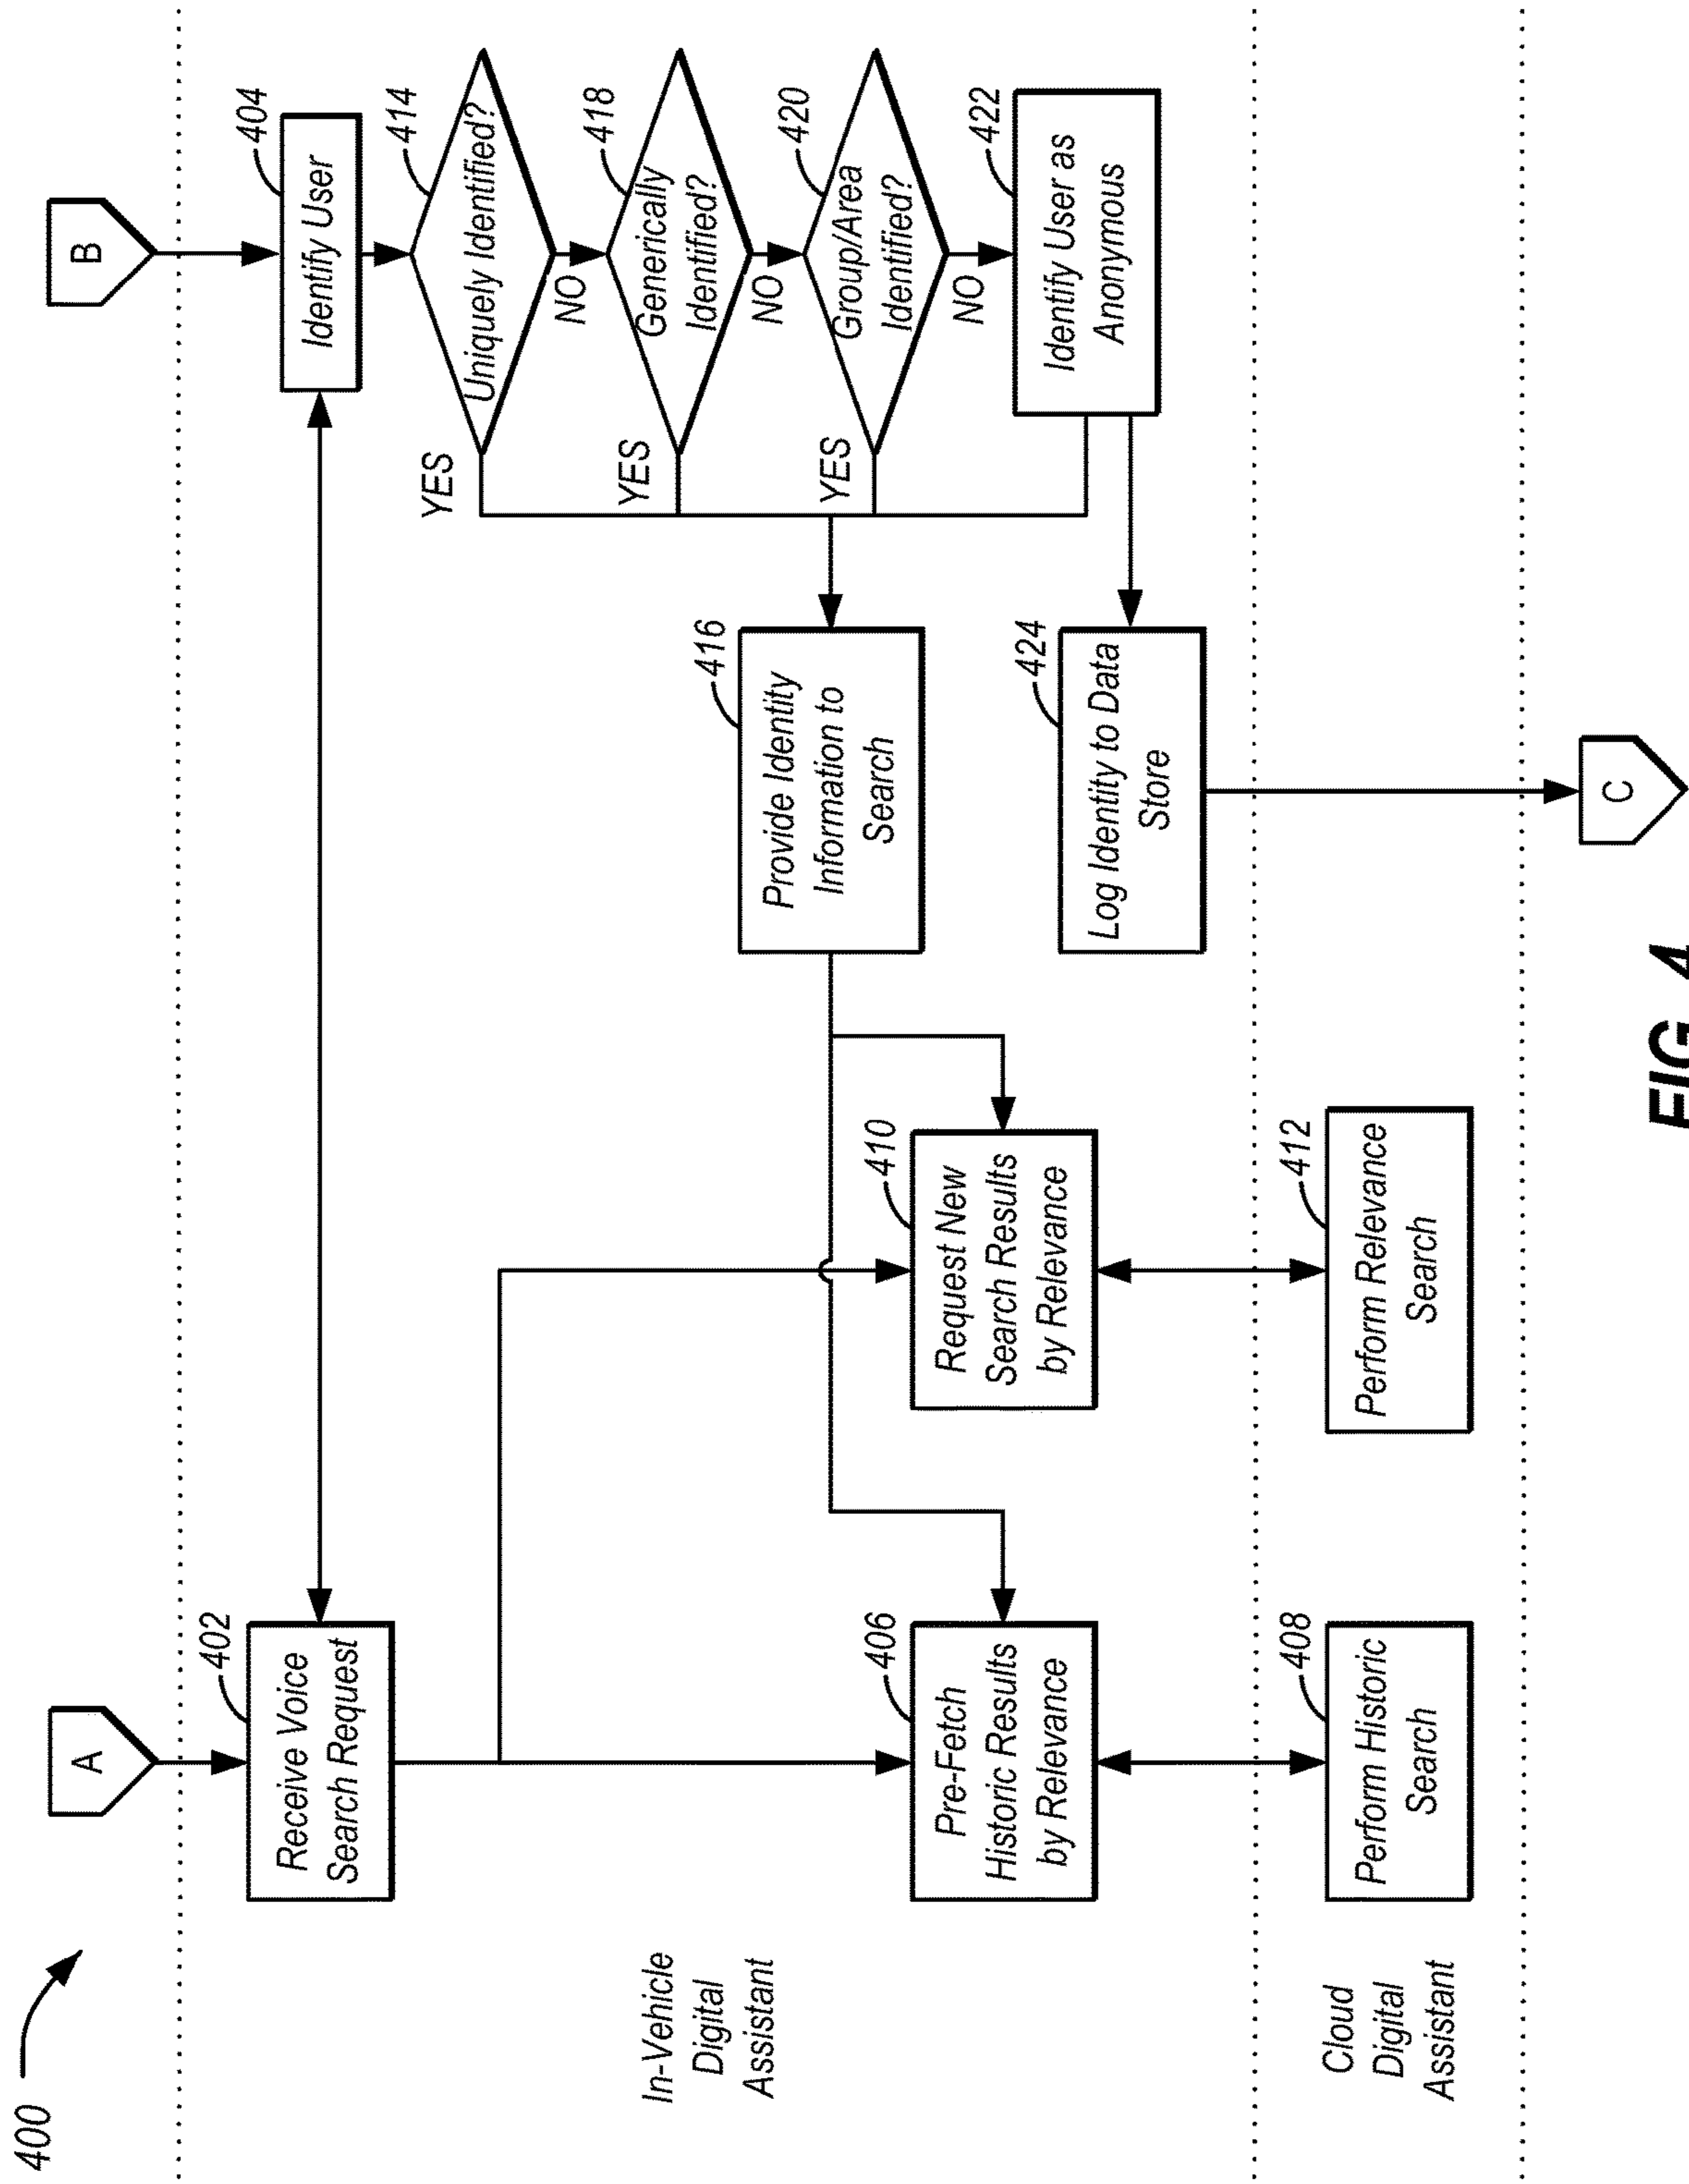 400
A
B
402
Receive Voice
Search Request
404
Identify User
414
Uniquely Identified?
YES
NO
418
Generically
Identified?
YES
NO
420
Group/Area
Identified?
YES
NO
422
Identify User as
Anonymous
416
Provide Identity
Information to
Search
424
Log Identity to Data
Store
In-Vehicle
Digital
Assistant
406
Pre-Fetch
Historic Results
by Relevance
410
Request New
Search Results
by Relevance
Cloud
Digital
Assistant
408
Perform Historic
Search
412
Perform Relevance
Search
C
FIG. 4